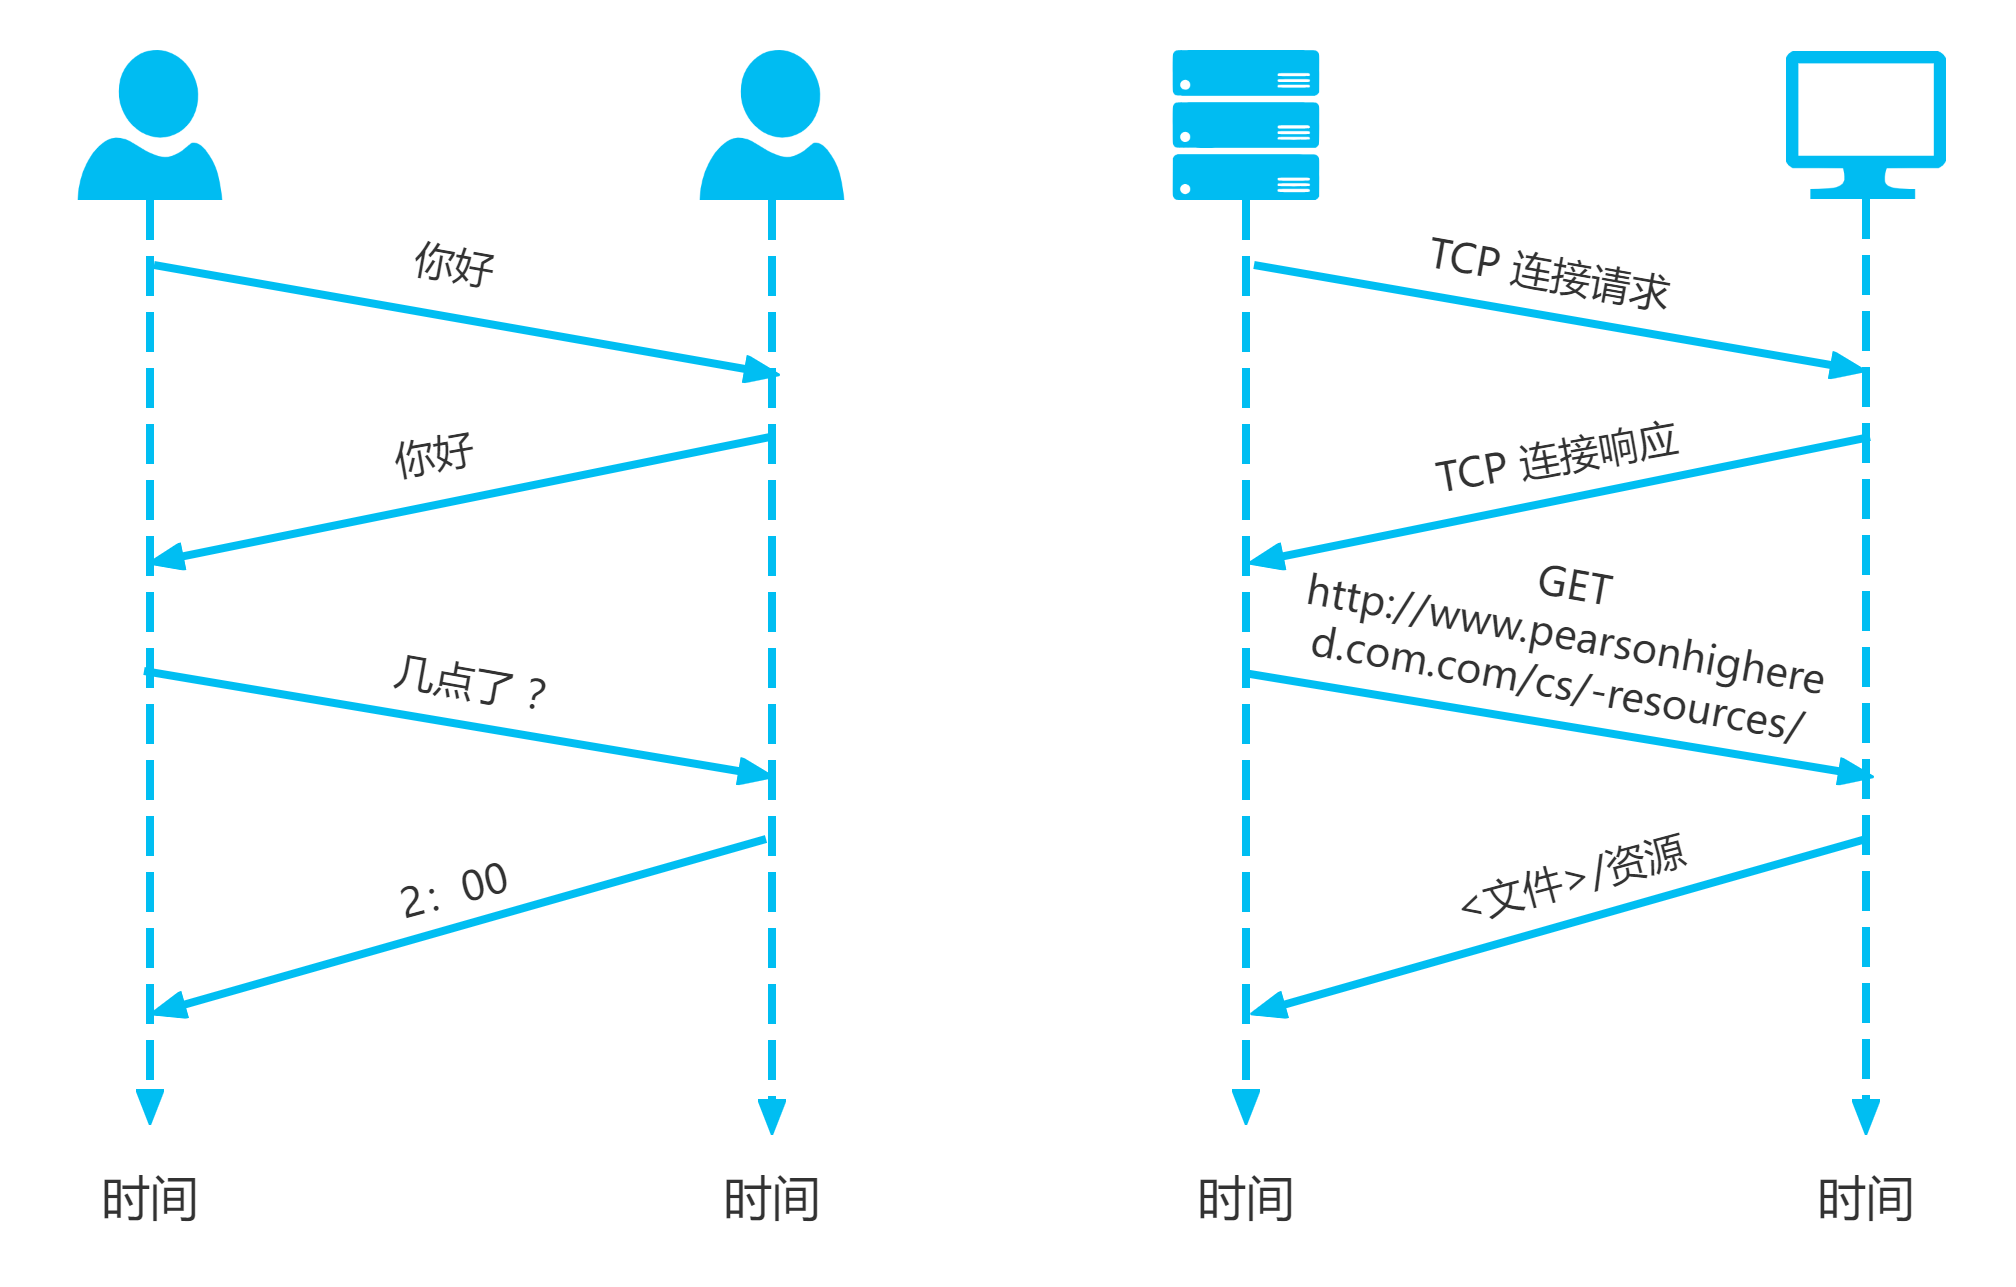 你好
你好
几点了？
2：00
时间
时间
TCP 连接请求
TCP 连接响应
GET
http://www.pearsonhighere
d.com.com/cs/-resources/
<文件>/资源
时间
时间